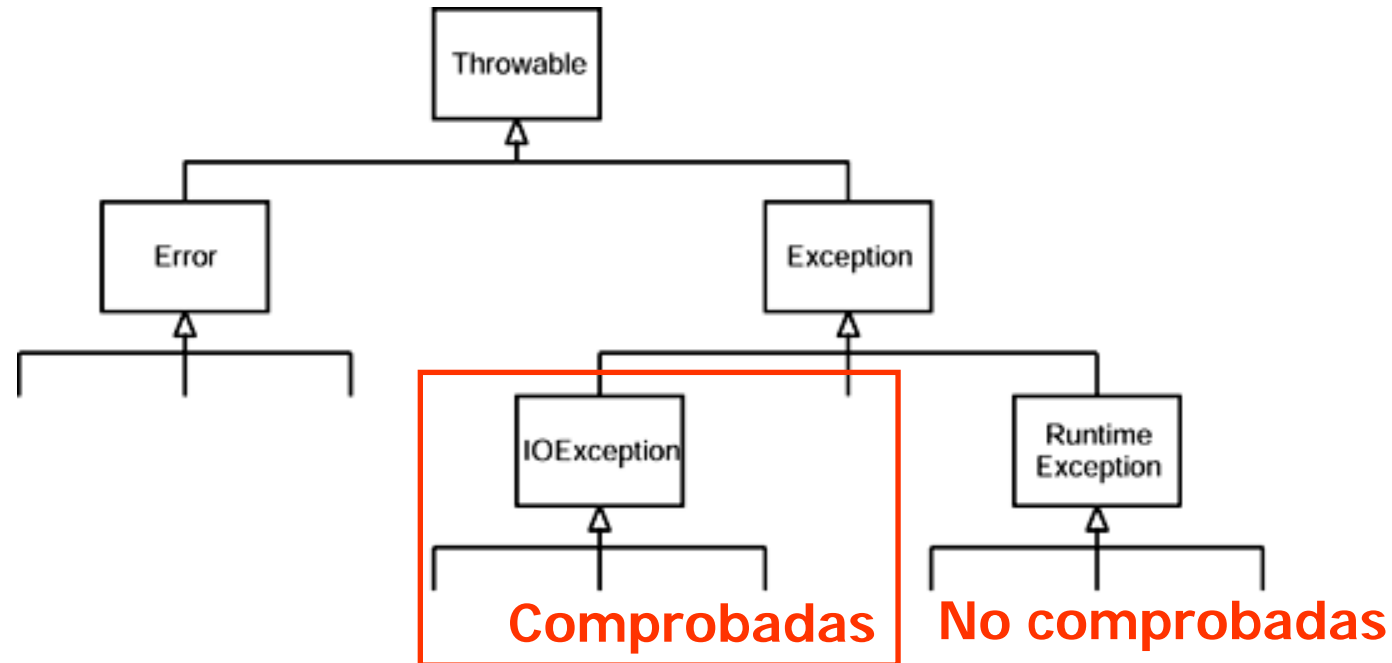 Throwable
Error
Exception
IOException
Runtime
Exception
Comprobadas
No comprobadas